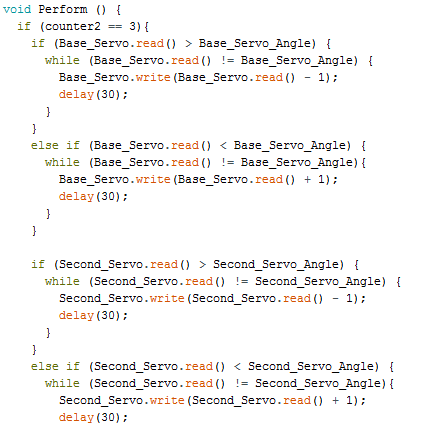 void Perform () {
  if (counter2 == 3){
    if (Base_Servo.read() > Base_Servo_Angle) {
      while (Base_Servo.read() != Base_Servo_Angle) {
        Base_Servo.write(Base_Servo.read() - 1);
        delay(30);
      }
    }
    else if (Base_Servo.read() < Base_Servo_Angle) {
      while (Base_Servo.read() != Base_Servo_Angle){
        Base_Servo.write(Base_Servo.read() + 1);
        delay(30);
      }
    }

    if (Second_Servo.read() > Second_Servo_Angle) {
      while (Second_Servo.read() != Second_Servo_Angle) {
        Second_Servo.write(Second_Servo.read() - 1);
        delay(30);
      }
    }
    else if (Second_Servo.read() < Second_Servo_Angle) {
      while (Second_Servo.read() != Second_Servo_Angle){
        Second_Servo.write(Second_Servo.read() + 1);
        delay(30);